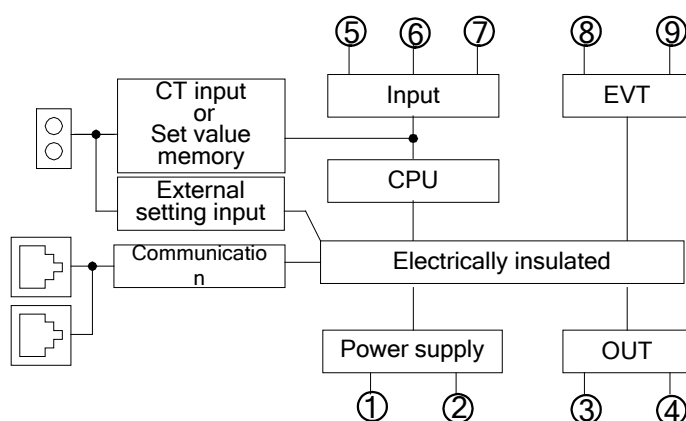 ⑤ ⑥ ⑦ ⑧ ⑨
CT input
or
Set value
memory
Input
EVT
CPU
External
setting input
Communicatio
n
Electrically insulated
Power supply
OUT
① ② ③ ④